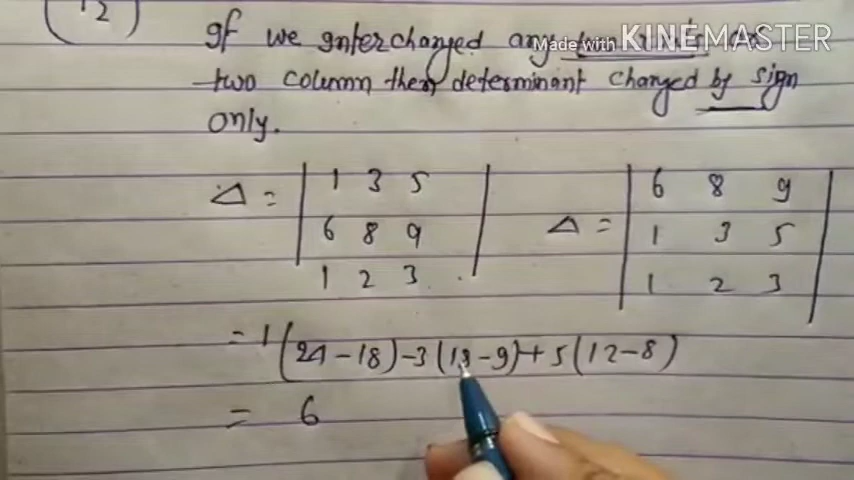 12
If we interchanged any two
Made with KINEMASTER
two column then determinant changed by sign
only.
Δ = | 1 3 5 | Δ = | 6 8 9 |
| 6 8 9 | | 1 3 5 |
| 1 2 3 | | 1 2 3 |
= 1 (24 - 18) - 3 (18 - 9) + 5 (12 - 8)
= 6